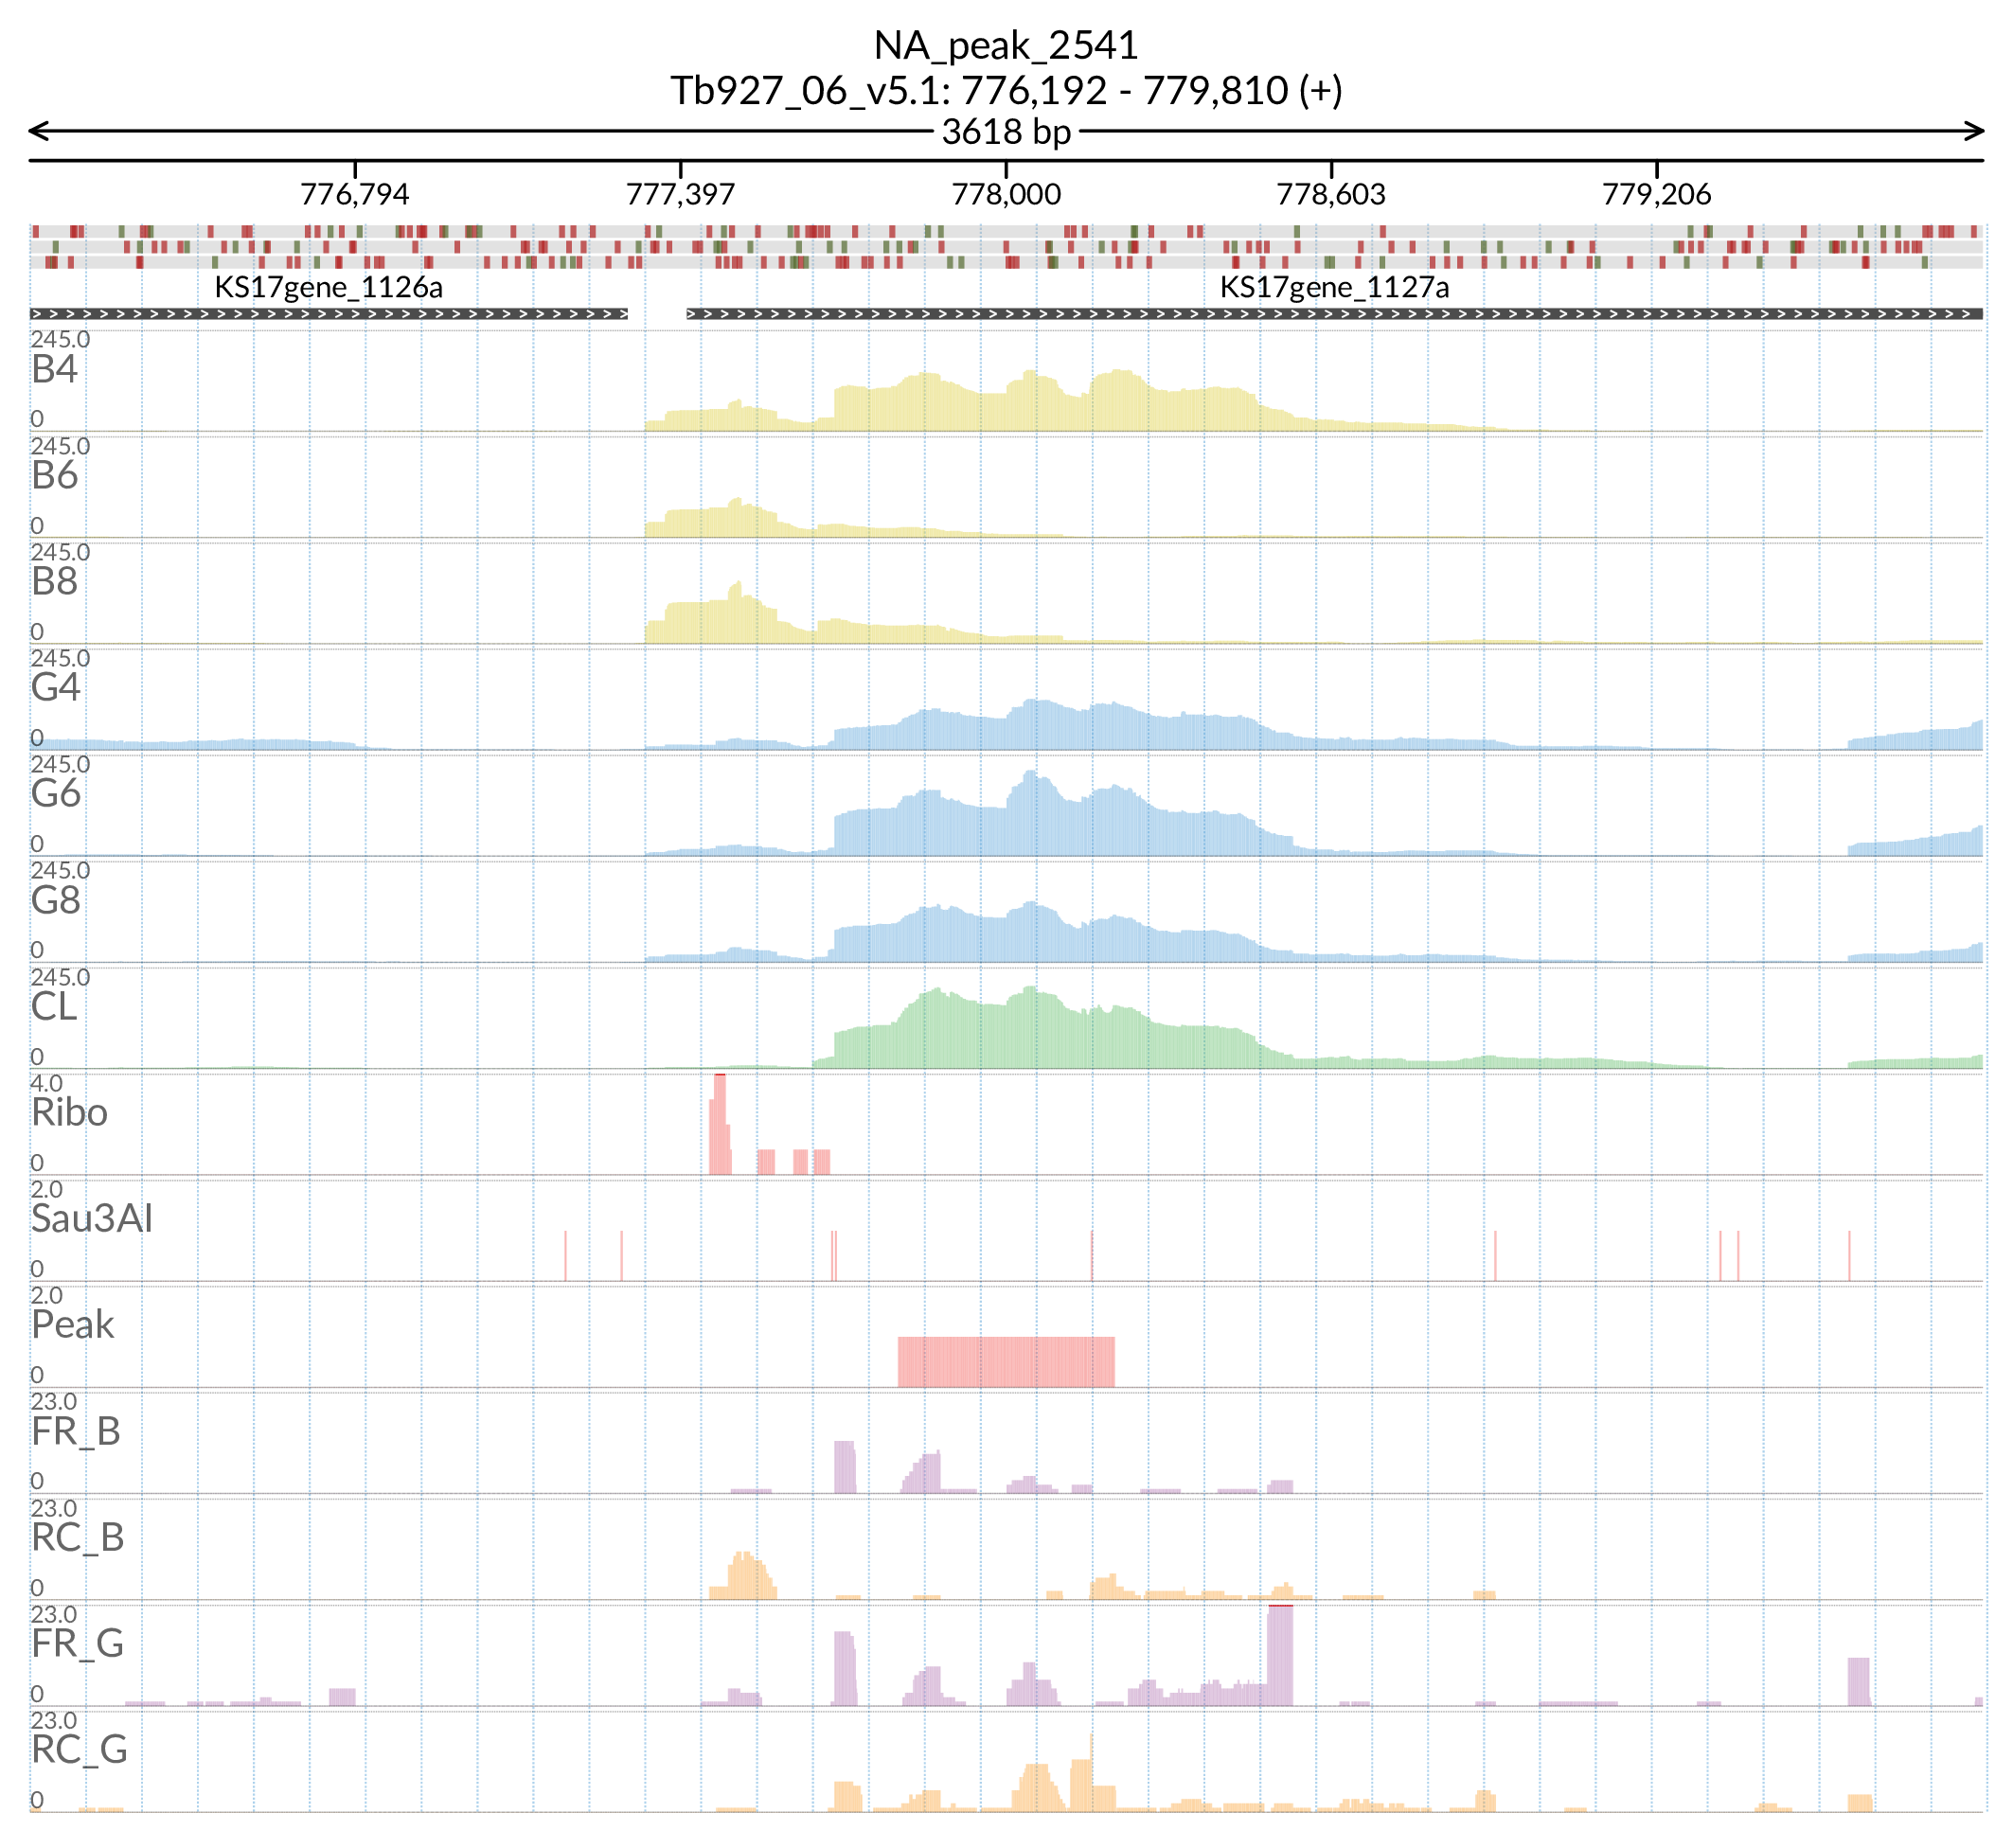 NA_peak_2541
Tb927_06_v5.1: 776,192 - 779,810 (+)
3618 bp
776,794 777,397 778,000 778,603 779,206
KS17gene_1126a KS17gene_1127a
245.0
B4
0
245.0
B6
0
245.0
B8
0
245.0
G4
0
245.0
G6
0
245.0
G8
0
245.0
CL
0
4.0
Ribo
0
2.0
Sau3AI
0
2.0
Peak
0
23.0
FR_B
0
23.0
RC_B
0
23.0
FR_G
0
23.0
RC_G
0